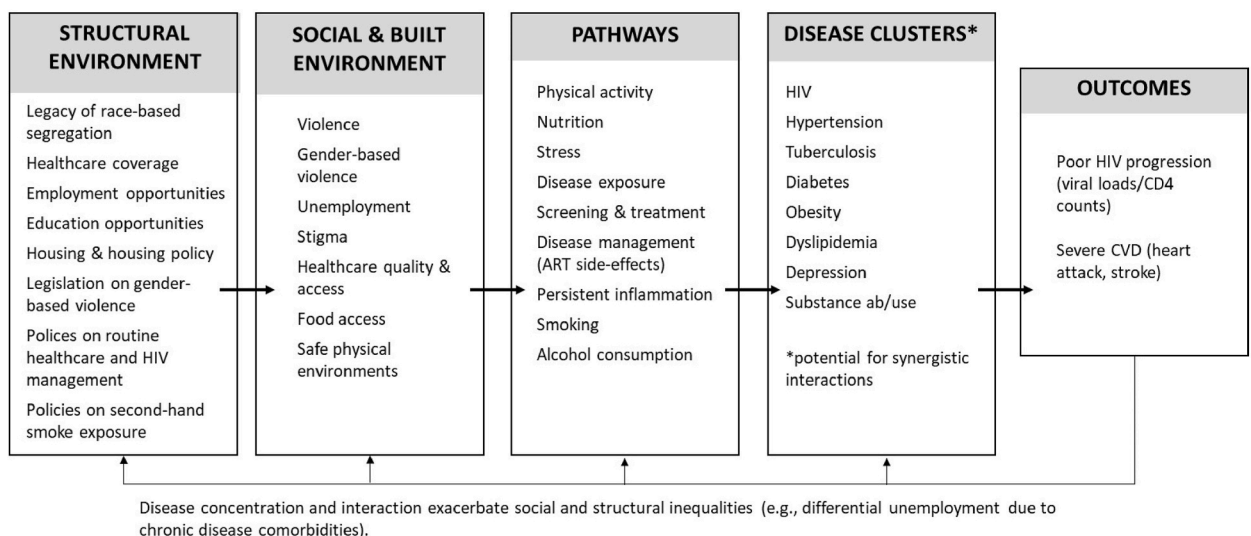 STRUCTURAL
ENVIRONMENT
Legacy of race-based
segregation
Healthcare coverage
Employment opportunities
Education opportunities
Housing & housing policy
Legislation on gender-
based violence
Polices on routine
healthcare and HIV
management
Policies on second-hand
smoke exposure
SOCIAL & BUILT
ENVIRONMENT
Violence
Gender-based
violence
Unemployment
Stigma
Healthcare quality &
access
Food access
Safe physical
environments
PATHWAYS
Physical activity
Nutrition
Stress
Disease exposure
Screening & treatment
Disease management
(ART side-effects)
Persistent inflammation
Smoking
Alcohol consumption
DISEASE CLUSTERS*
HIV
Hypertension
Tuberculosis
Diabetes
Obesity
Dyslipidemia
Depression
Substance ab/use
*potential for synergistic
interactions
OUTCOMES
Poor HIV progression
(viral loads/CD4
counts)
Severe CVD (heart
attack, stroke)
Disease concentration and interaction exacerbate social and structural inequalities (e.g., differential unemployment due to
chronic disease comorbidities).